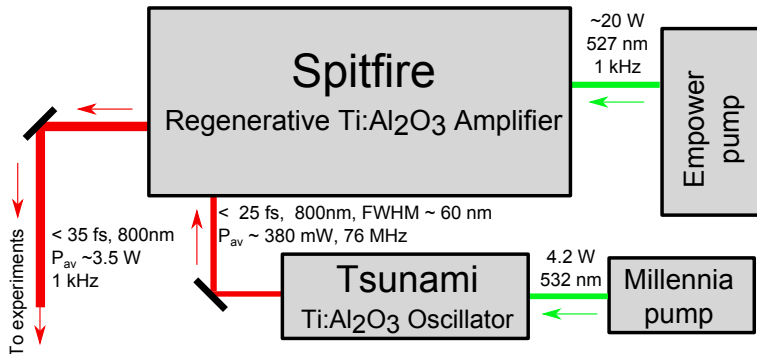 Spitfire
Regenerative Ti:Al2O3 Amplifier
~20 W
527 nm
1 kHz
Empower
pump
< 35 fs, 800nm
Pav ~3.5 W
1 kHz
To experiments
< 25 fs, 800nm, FWHM ~ 60 nm
Pav ~ 380 mW, 76 MHz
Tsunami
Ti:Al2O3 Oscillator
4.2 W
532 nm
Millennia
pump